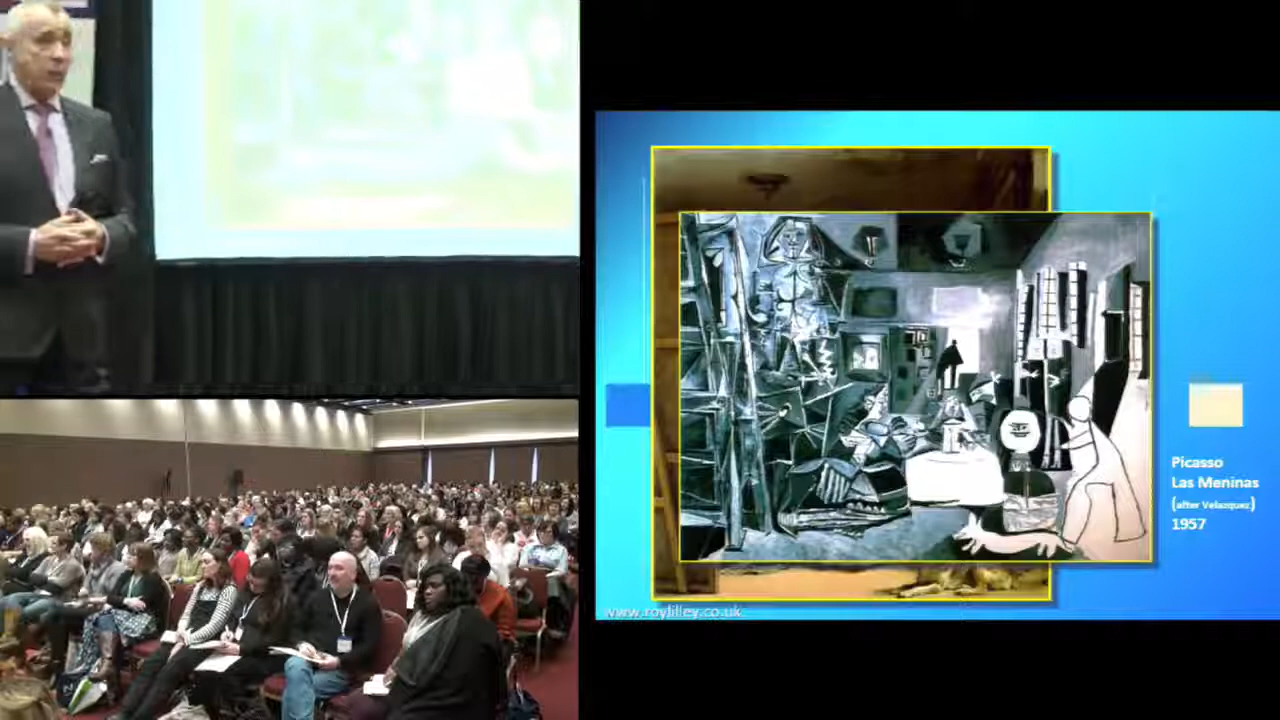 Picasso
Las Meninas
(after Velazquez)
1957
www.roylilley.co.uk